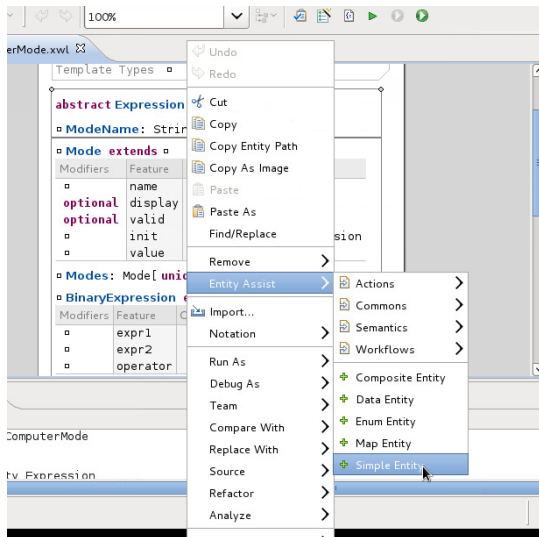 100%
erMode.xwl
Template Types
abstract Expression
ModeName: Strin
Mode extends
Modifiers Feature
name
optional display
optional valid
init sion
value
Modes: Mode[ uni
BinaryExpression e
Modifiers Feature C
expr1
expr2
operator
ComputerMode
ty Expression
Undo
Redo
Cut
Copy
Copy Entity Path
Copy As Image
Paste
Paste As
Find/Replace
Remove
Entity Assist
Import...
Notation
Run As
Debug As
Team
Compare With
Replace With
Source
Refactor
Analyze
Actions
Commons
Semantics
Workflows
Composite Entity
Data Entity
Enum Entity
Map Entity
Simple Entity